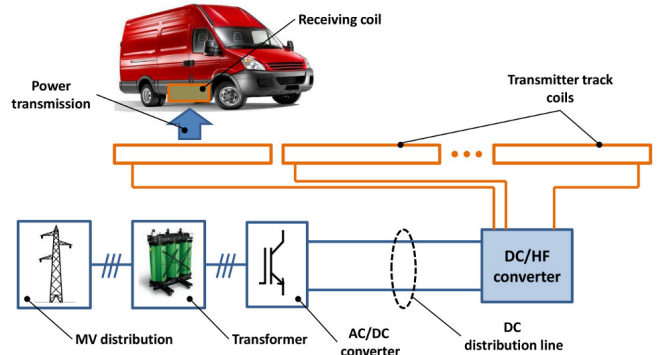 Receiving coil
Power
transmission
Transmitter track
coils
DC/HF
converter
MV distribution
Transformer
AC/DC
converter
DC
distribution line